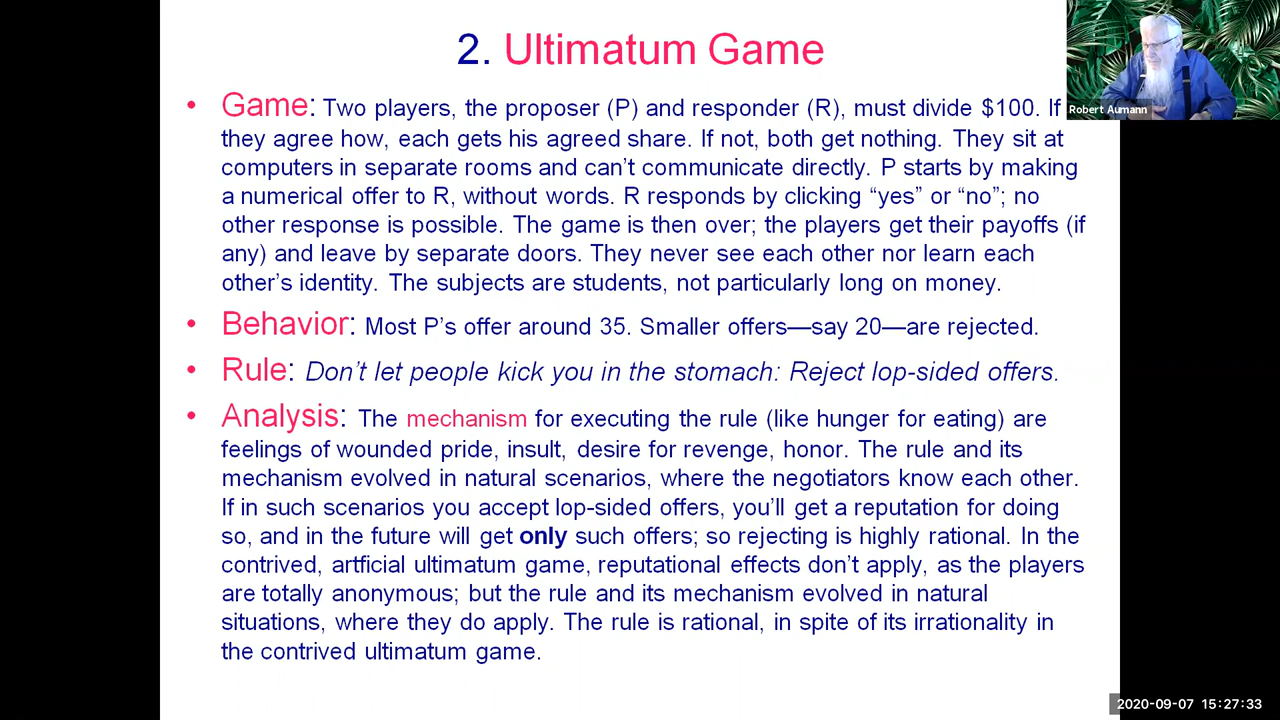 2. Ultimatum Game
Robert Aumann
• Game: Two players, the proposer (P) and responder (R), must divide $100. If
they agree how, each gets his agreed share. If not, both get nothing. They sit at
computers in separate rooms and can’t communicate directly. P starts by making
a numerical offer to R, without words. R responds by clicking “yes” or “no”; no
other response is possible. The game is then over; the players get their payoffs (if
any) and leave by separate doors. They never see each other nor learn each
other’s identity. The subjects are students, not particularly long on money.
• Behavior: Most P’s offer around 35. Smaller offers—say 20—are rejected.
• Rule: Don’t let people kick you in the stomach: Reject lop-sided offers.
• Analysis: The mechanism for executing the rule (like hunger for eating) are
feelings of wounded pride, insult, desire for revenge, honor. The rule and its
mechanism evolved in natural scenarios, where the negotiators know each other.
If in such scenarios you accept lop-sided offers, you’ll get a reputation for doing
so, and in the future will get only such offers; so rejecting is highly rational. In the
contrived, artficial ultimatum game, reputational effects don’t apply, as the players
are totally anonymous; but the rule and its mechanism evolved in natural
situations, where they do apply. The rule is rational, in spite of its irrationality in
the contrived ultimatum game.
2020-09-07 15:27:33